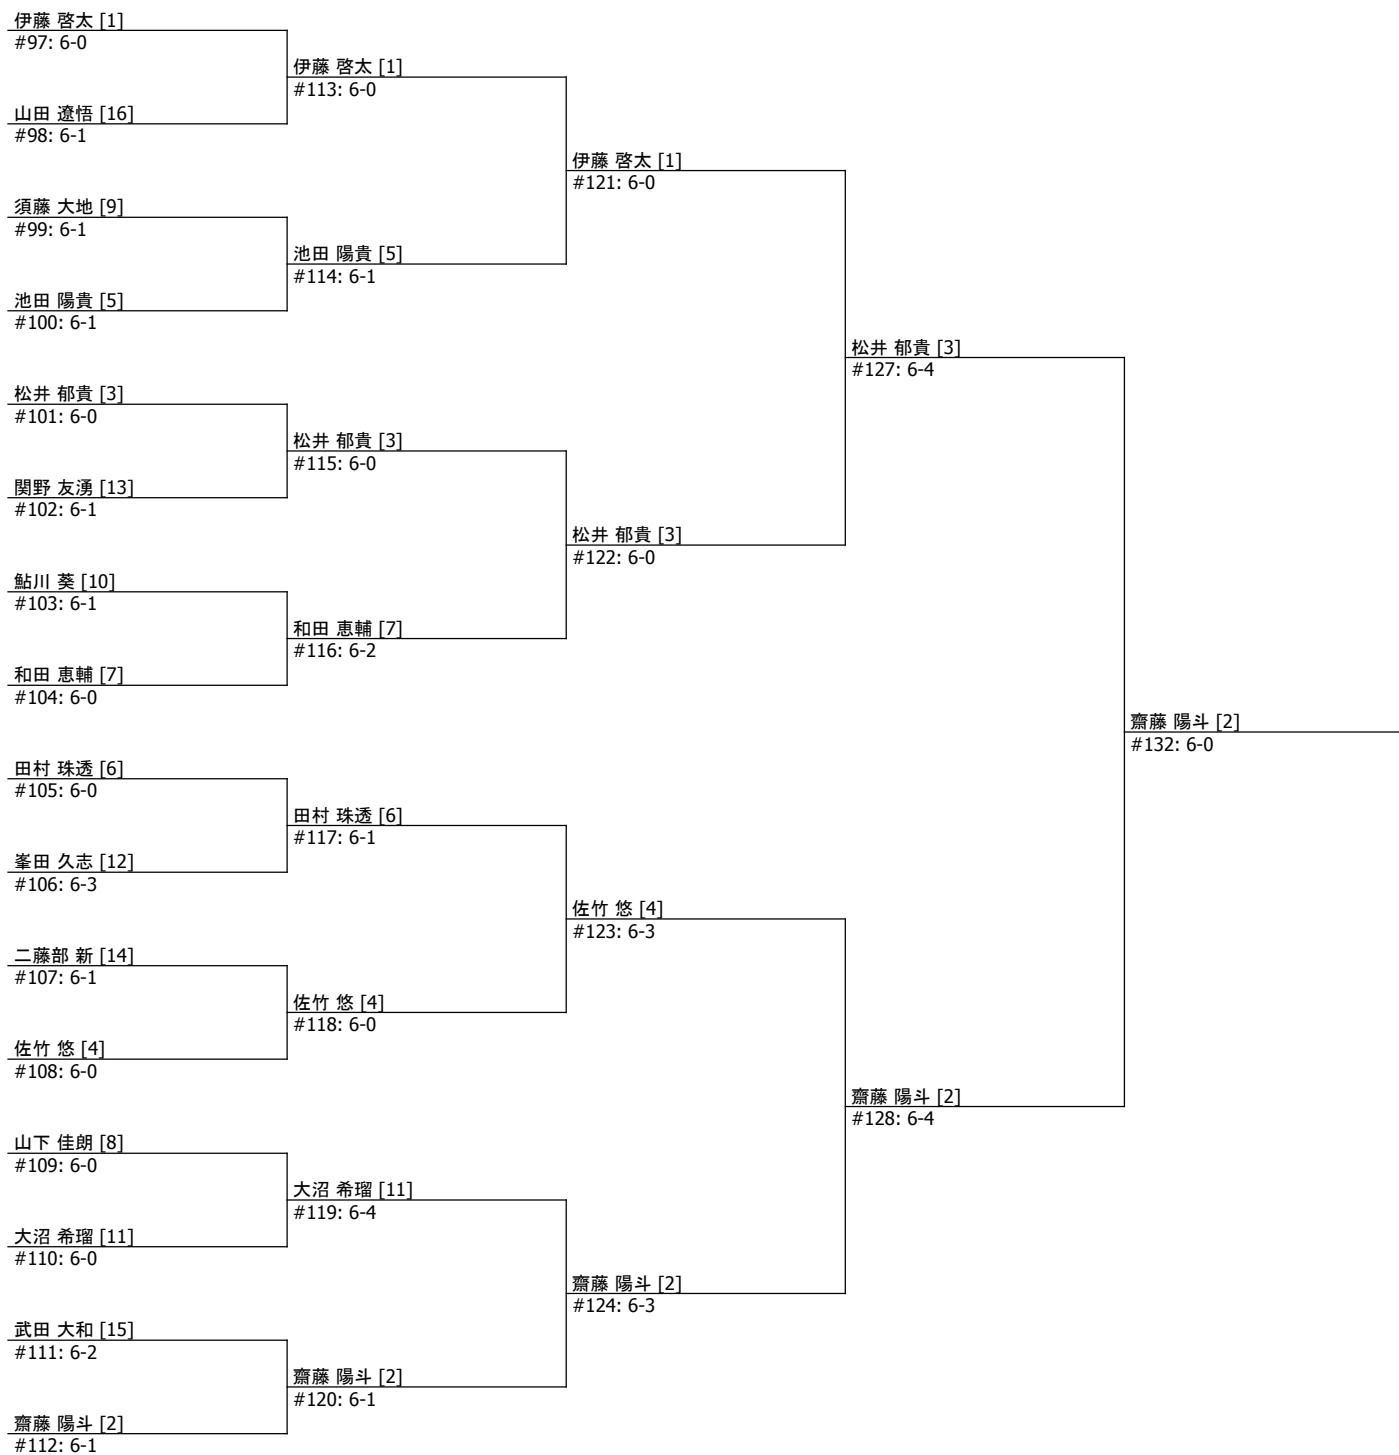 伊藤 啓太 [1]
#97: 6-0
山田 遼悟 [16]
#98: 6-1
須藤 大地 [9]
#99: 6-1
池田 陽貴 [5]
#100: 6-1
松井 郁貴 [3]
#101: 6-0
関野 友湧 [13]
#102: 6-1
鮎川 葵 [10]
#103: 6-1
和田 恵輔 [7]
#104: 6-0
田村 珠透 [6]
#105: 6-0
峯田 久志 [12]
#106: 6-3
二藤部 新 [14]
#107: 6-1
佐竹 悠 [4]
#108: 6-0
山下 佳朗 [8]
#109: 6-0
大沼 希瑠 [11]
#110: 6-0
武田 大和 [15]
#111: 6-2
齋藤 陽斗 [2]
#112: 6-1
伊藤 啓太 [1]
#113: 6-0
池田 陽貴 [5]
#114: 6-1
松井 郁貴 [3]
#115: 6-0
和田 恵輔 [7]
#116: 6-2
田村 珠透 [6]
#117: 6-1
佐竹 悠 [4]
#118: 6-0
大沼 希瑠 [11]
#119: 6-4
齋藤 陽斗 [2]
#120: 6-1
伊藤 啓太 [1]
#121: 6-0
松井 郁貴 [3]
#122: 6-0
佐竹 悠 [4]
#123: 6-3
齋藤 陽斗 [2]
#124: 6-3
松井 郁貴 [3]
#127: 6-4
齋藤 陽斗 [2]
#128: 6-4
齋藤 陽斗 [2]
#132: 6-0